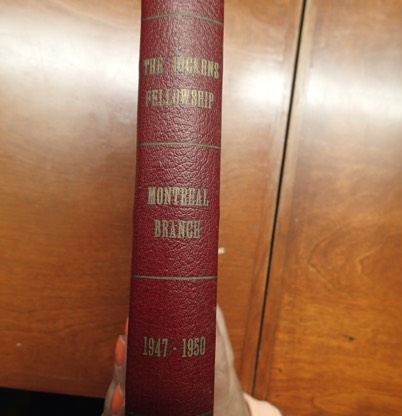 THE DICKENS
FELLOWSHIP
MONTREAL
BRANCH
1947 - 1950